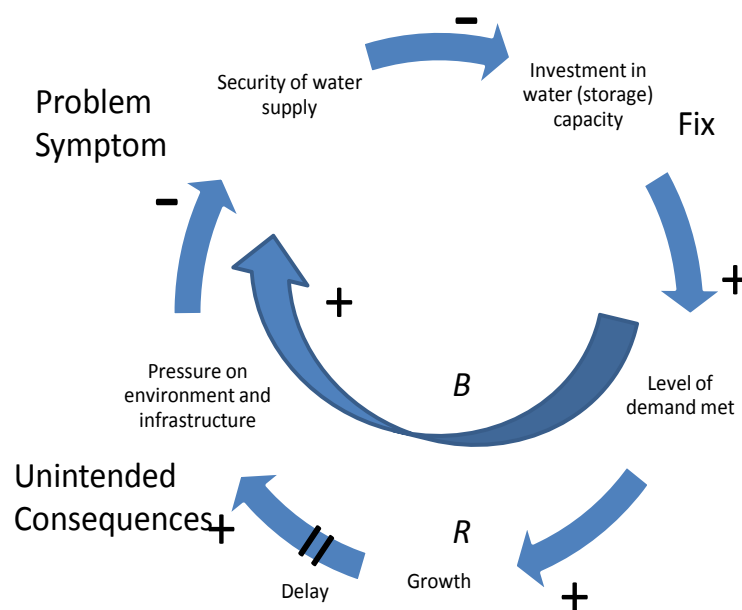 –
Security of water
supply
Investment in
water (storage)
capacity
Problem
Symptom
Fix
–
+
+
Pressure on
environment and
infrastructure
B
Level of
demand met
Unintended
Consequences
+
R
Delay
Growth
+